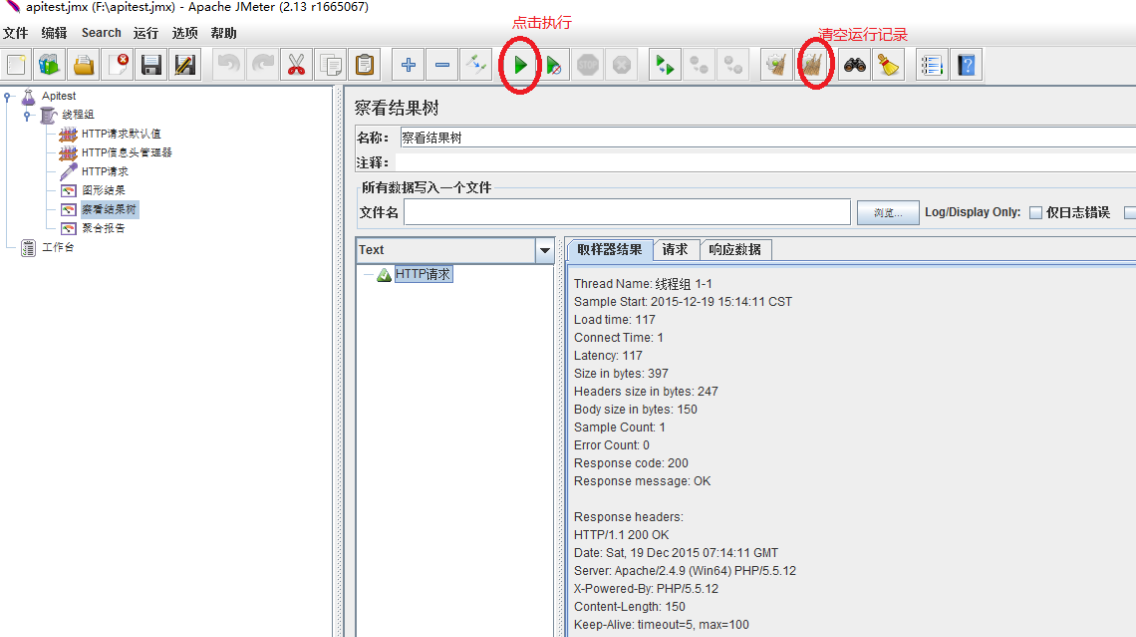 apitest.jmx (F:\apitest.jmx) - Apache JMeter (2.13 r1665067)
点击执行
文件 编辑 Search 运行 选项 帮助
清空运行记录
Apitest
线程组
HTTP请求默认值
HTTP信息头管理器
HTTP请求
图形结果
察看结果树
聚合报告
工作台
察看结果树
名称: 察看结果树
注释:
所有数据写入一个文件
文件名 浏览... Log/Display Only: 仅日志错误
Text
HTTP请求
取样器结果 请求 响应数据
Thread Name: 线程组 1-1
Sample Start: 2015-12-19 15:14:11 CST
Load time: 117
Connect Time: 1
Latency: 117
Size in bytes: 397
Headers size in bytes: 247
Body size in bytes: 150
Sample Count: 1
Error Count: 0
Response code: 200
Response message: OK
Response headers:
HTTP/1.1 200 OK
Date: Sat, 19 Dec 2015 07:14:11 GMT
Server: Apache/2.4.9 (Win64) PHP/5.5.12
X-Powered-By: PHP/5.5.12
Content-Length: 150
Keep-Alive: timeout=5, max=100